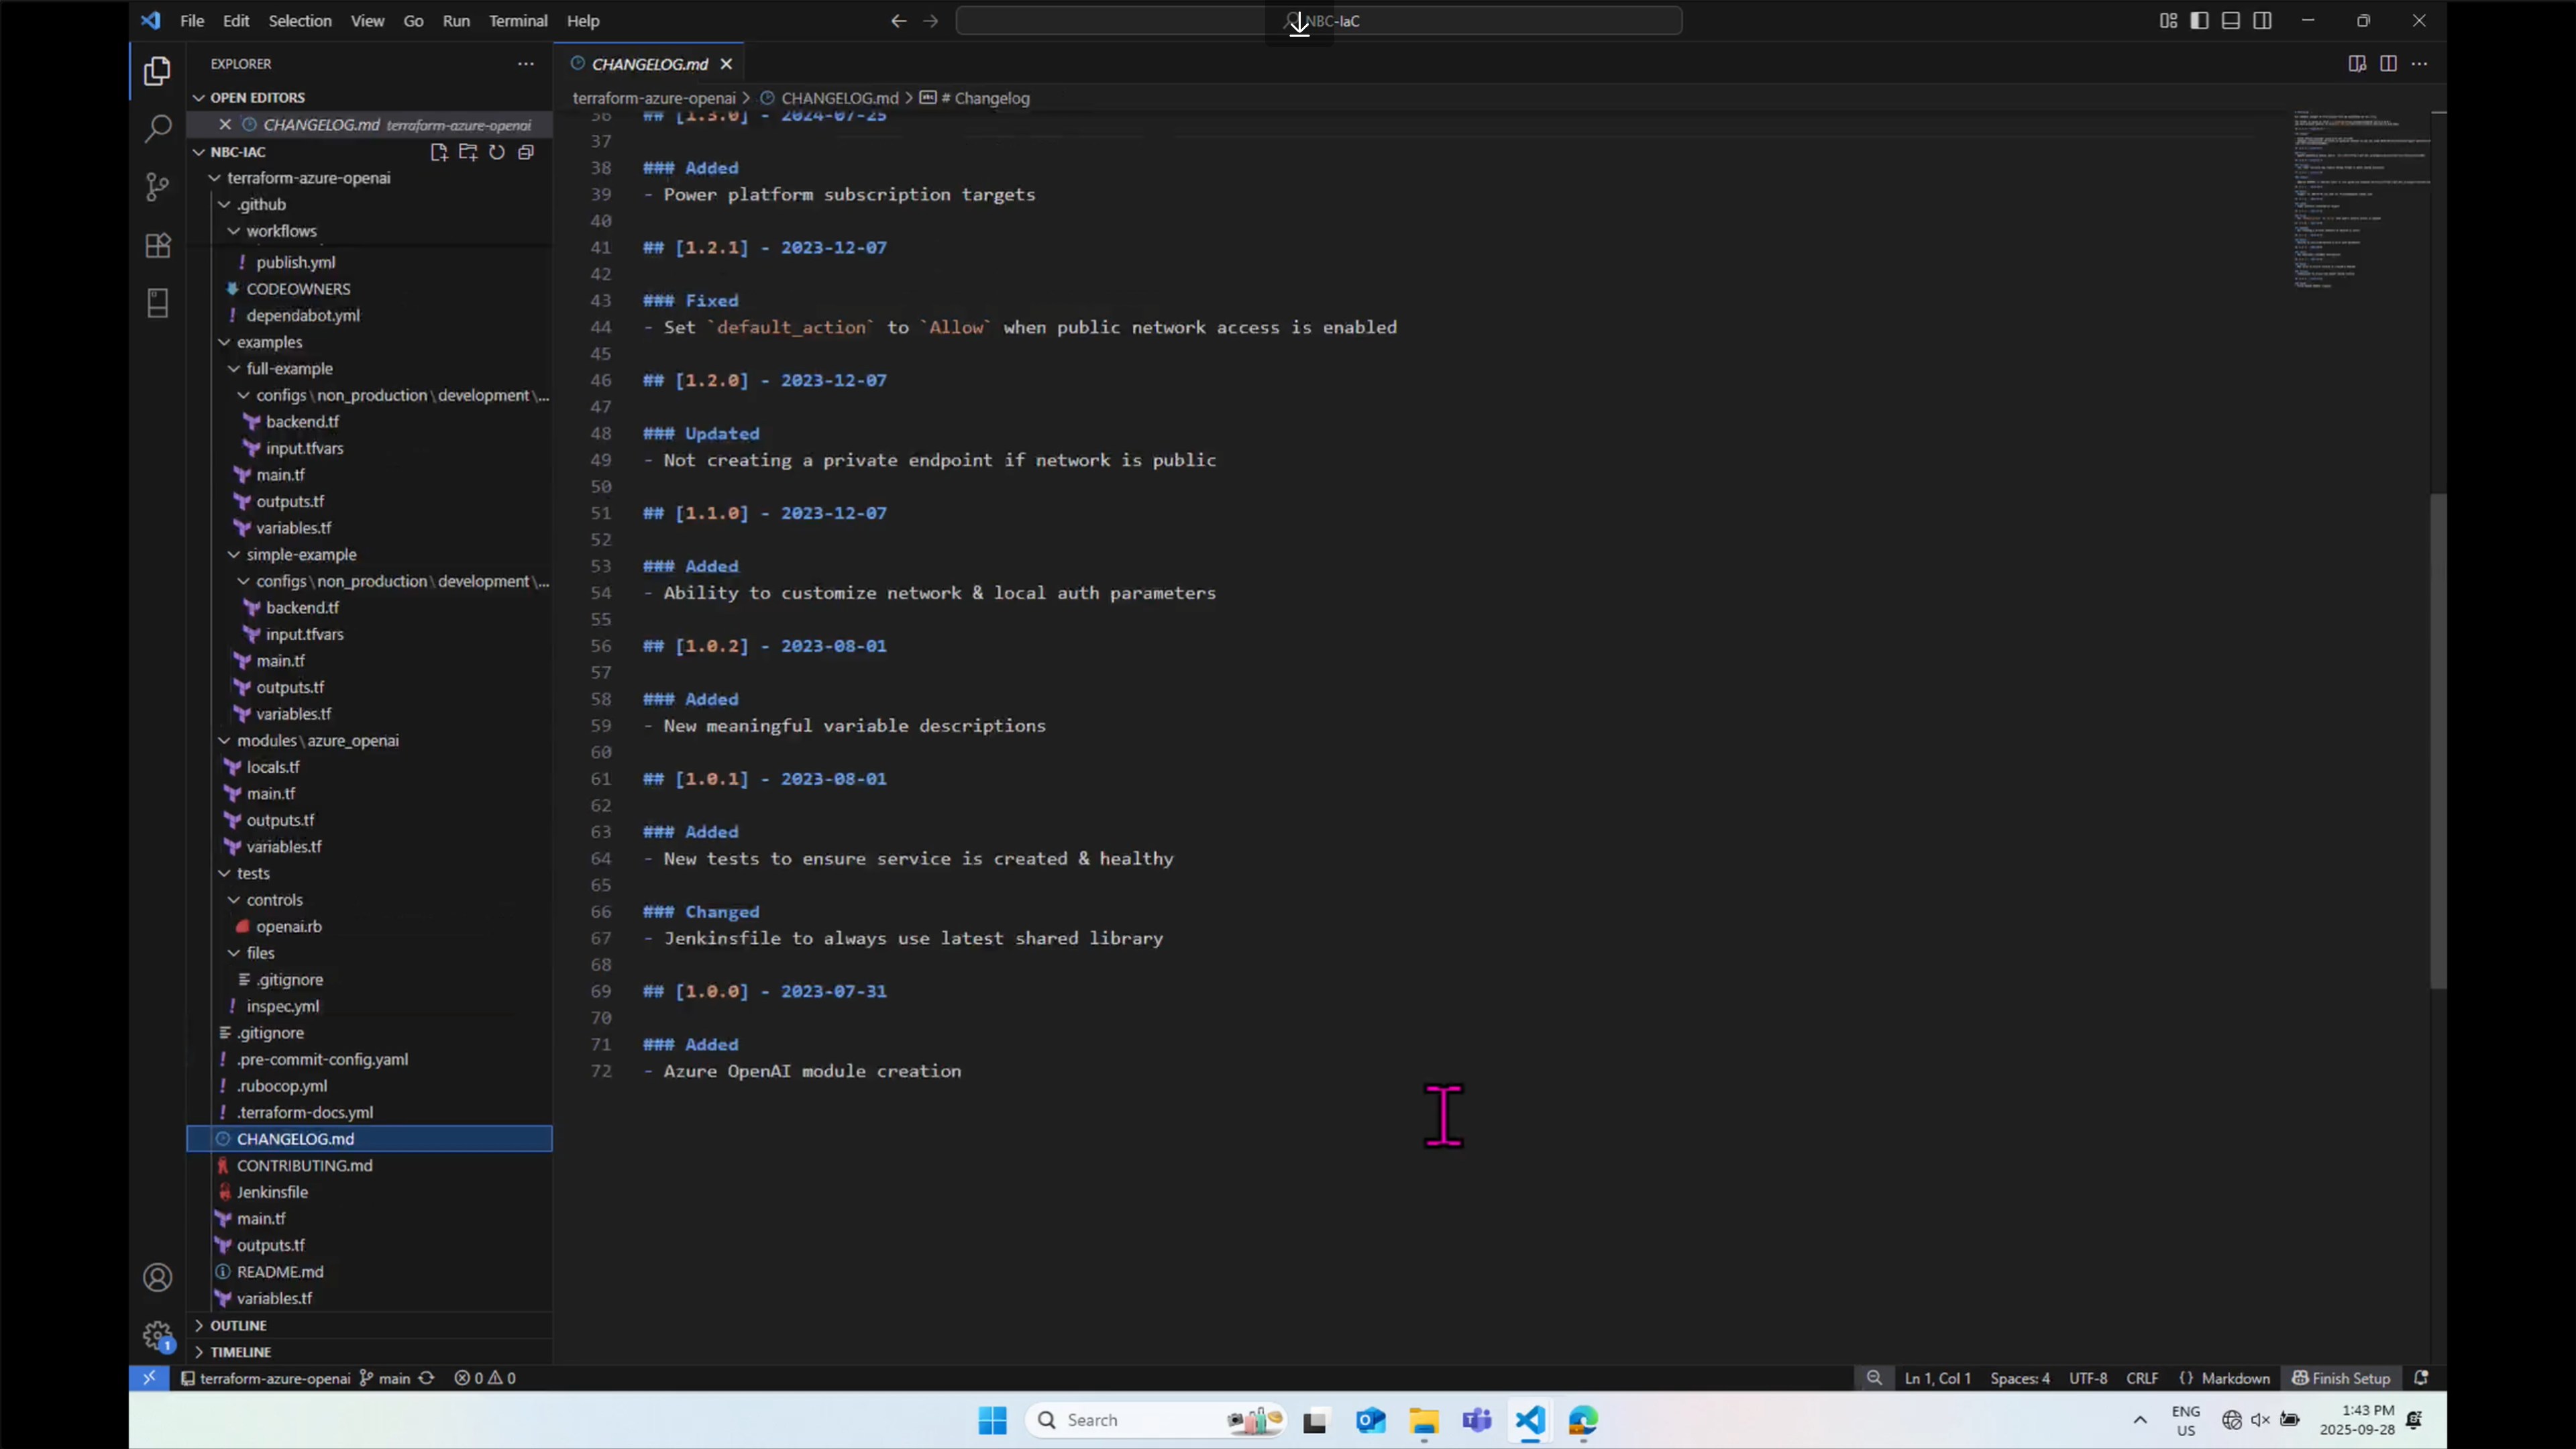 File Edit Selection View Go Run Terminal Help
NBC-IaC
EXPLORER
OPEN EDITORS
CHANGELOG.md terraform-azure-openai
NBC-IAC
terraform-azure-openai
.github
workflows
publish.yml
CODEOWNERS
dependabot.yml
examples
full-example
configs\non_production\development\...
backend.tf
input.tfvars
main.tf
outputs.tf
variables.tf
simple-example
configs\non_production\development\...
backend.tf
input.tfvars
main.tf
outputs.tf
variables.tf
modules\azure_openai
locals.tf
main.tf
outputs.tf
variables.tf
tests
controls
openai.rb
files
.gitignore
inspec.yml
.gitignore
.pre-commit-config.yaml
.rubocop.yml
.terraform-docs.yml
CHANGELOG.md
CONTRIBUTING.md
Jenkinsfile
main.tf
outputs.tf
README.md
variables.tf
OUTLINE
TIMELINE
CHANGELOG.md
terraform-azure-openai > CHANGELOG.md > # Changelog
36 ## [1.3.0] - 2024-07-25
37
38 ### Added
39 - Power platform subscription targets
40
41 ## [1.2.1] - 2023-12-07
42
43 ### Fixed
44 - Set `default_action` to `Allow` when public network access is enabled
45
46 ## [1.2.0] - 2023-12-07
47
48 ### Updated
49 - Not creating a private endpoint if network is public
50
51 ## [1.1.0] - 2023-12-07
52
53 ### Added
54 - Ability to customize network & local auth parameters
55
56 ## [1.0.2] - 2023-08-01
57
58 ### Added
59 - New meaningful variable descriptions
60
61 ## [1.0.1] - 2023-08-01
62
63 ### Added
64 - New tests to ensure service is created & healthy
65
66 ### Changed
67 - Jenkinsfile to always use latest shared library
68
69 ## [1.0.0] - 2023-07-31
70
71 ### Added
72 - Azure OpenAI module creation
1
terraform-azure-openai main 0 0 Ln 1, Col 1 Spaces: 4 UTF-8 CRLF {} Markdown Finish Setup
Search
ENG
US
1:43 PM
2025-09-28